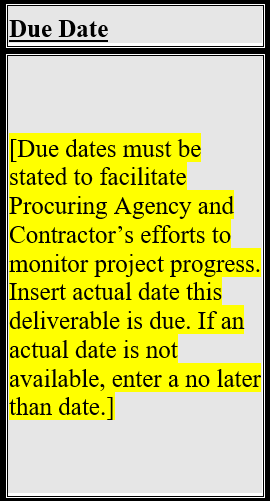 Due Date
[Due dates must be
stated to facilitate
Procuring Agency and
Contractor’s efforts to
monitor project progress.
Insert actual date this
deliverable is due. If an
actual date is not
available, enter a no later
than date.]